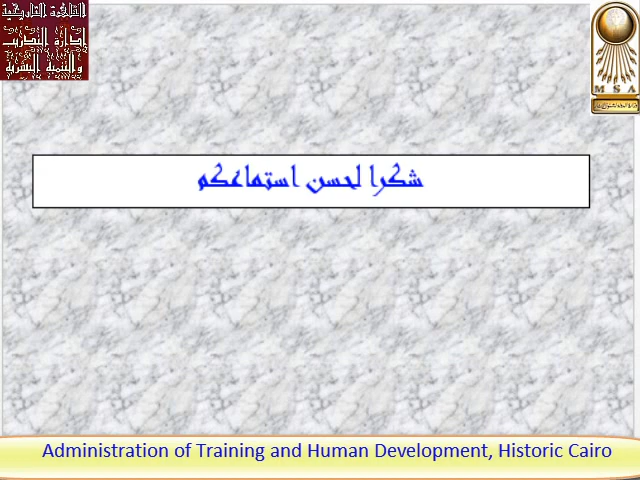 القاهرة التاريخية
إدارة التدريب
والتنمية البشرية
MSA
شكرا لحسن استماعكم
Administration of Training and Human Development, Historic Cairo